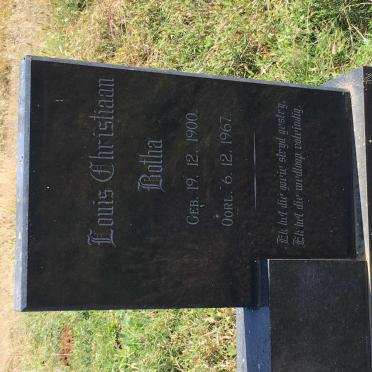 Louis Christiaan
Botha
GEB. 19. 12. 1900.
OORL. 6. 12. 1967.
Ek het die goeie stryd gestry,
Ek het die wedloop voleindig.